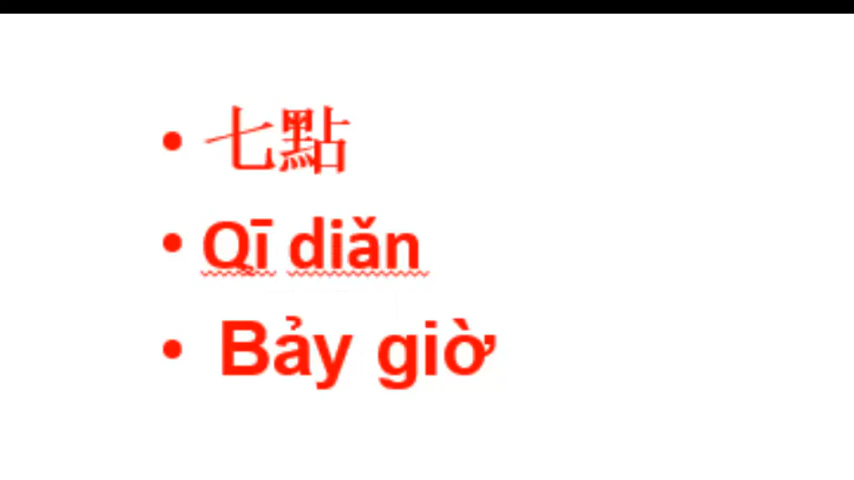 • 七點
• Qī diǎn
• Bảy giờ